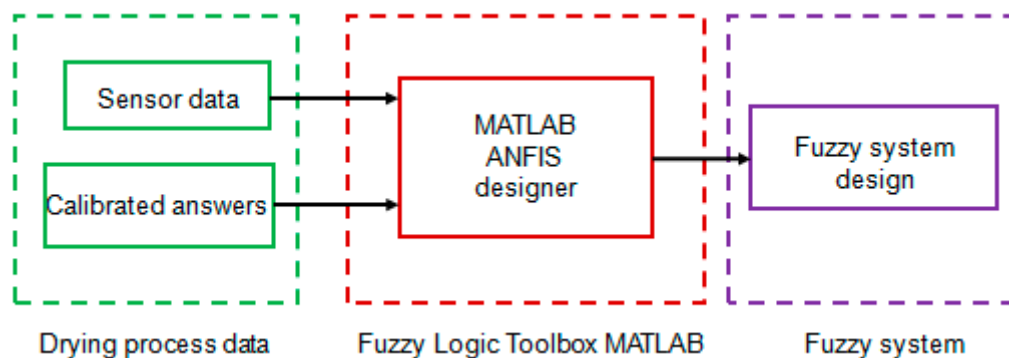 Sensor data
Calibrated answers
MATLAB
ANFIS
designer
Fuzzy system
design
Drying process data
Fuzzy Logic Toolbox MATLAB
Fuzzy system